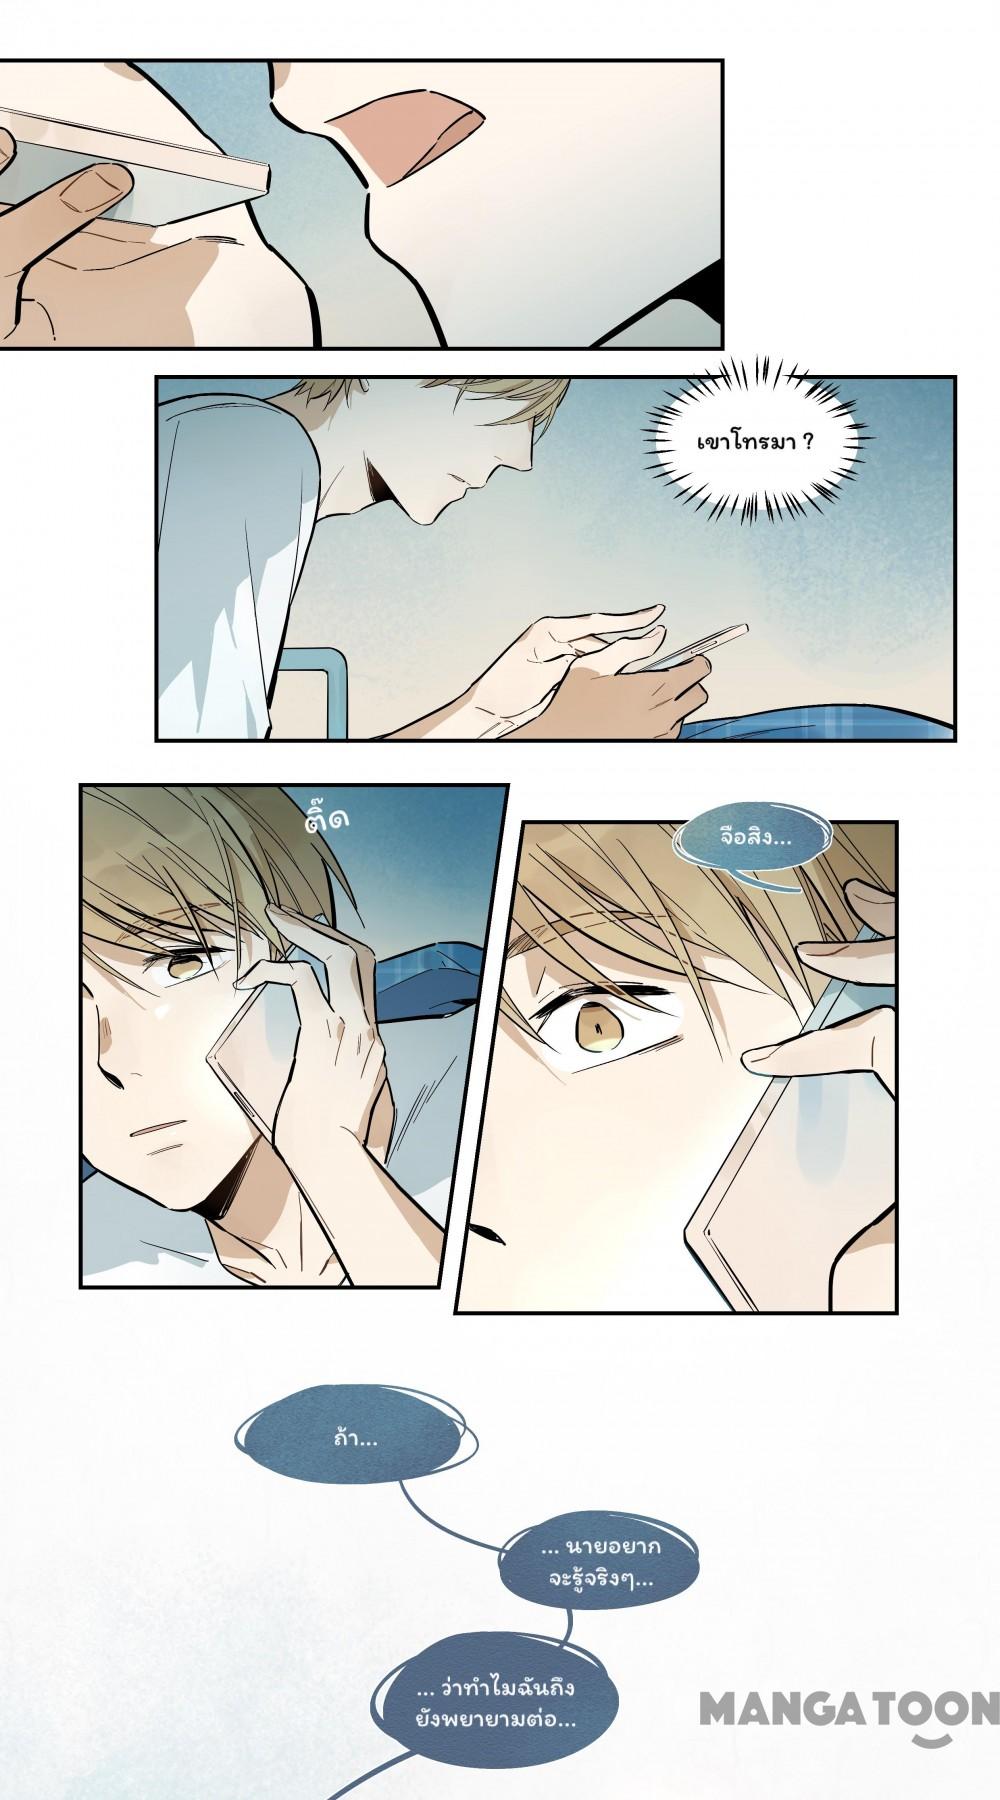 เขาโทรมา ?
ติ๊ด
จือสิง...
ถ้า...
... นายอยาก
จะรู้จริงๆ...
... ว่าทำไมฉันถึง
ยังพยายามต่อ...
MANGATOON